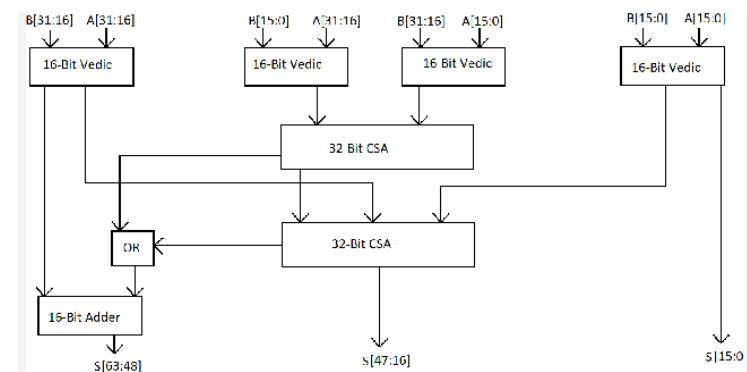 B[31:16] A[31:16] B[15:0] A[31:16] B[31:16] A[15:0] B[15:0] A[15:0]
16-Bit Vedic 16-Bit Vedic 16 Bit Vedic 16-Bit Vedic
32 Bit CSA
OR 32-Bit CSA
16-Bit Adder
S[63:48] S[47:16] S[15:0